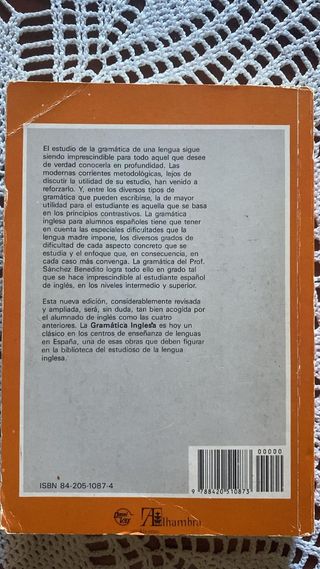 El estudio de la gramática de una lengua sigue
siendo imprescindible para todo aquel que desee
de verdad conocerla en profundidad. Las
modernas corrientes metodológicas, lejos de
discutir la utilidad de su estudio, han venido a
reforzarlo. Y, entre los diversos tipos de
gramática que pueden escribirse, la de mayor
utilidad para el estudiante es aquella que se basa
en los principios contrastivos. La gramática
inglesa para alumnos españoles tiene que tener
en cuenta las especiales dificultades que la
lengua madre impone, los diversos grados de
dificultad de cada aspecto concreto que se
estudia y el enfoque que, en consecuencia, en
cada caso más convenga. La gramática del Prof.
Sánchez Benedito logra todo ello en grado tal
que se hace imprescindible al estudiante español
de inglés, en los niveles intermedio y superior.
Esta nueva edición, considerablemente revisada
y ampliada, será, sin duda, tan bien acogida por
el alumnado de inglés como las cuatro
anteriores. La Gramática Inglesa es hoy un
clásico en los centros de enseñanza de lenguas
en España, una de esas obras que deben figurar
en la biblioteca del estudioso de la lengua
inglesa.
00000
ISBN 84-205-1087-4
9 788420 510873
Alhambra